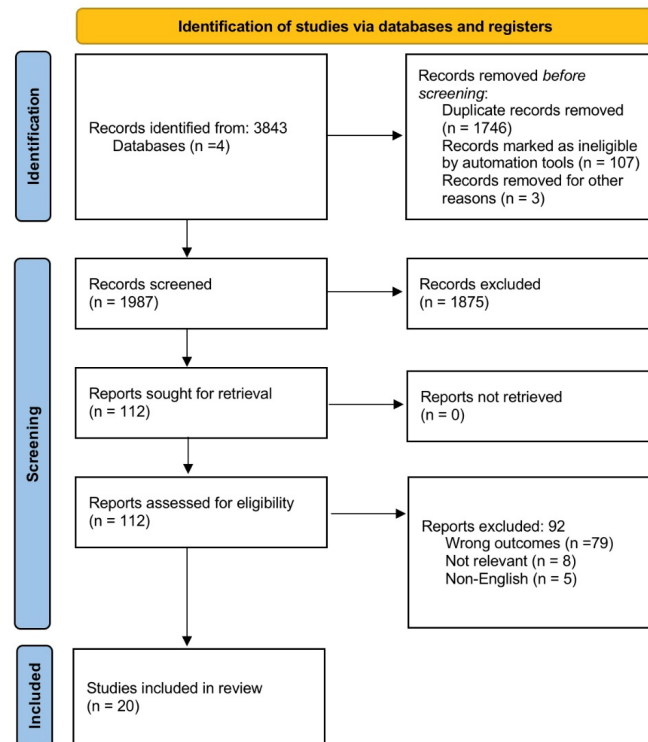 Identification of studies via databases and registers
Identification
Records identified from: 3843
Databases (n =4)
Records removed before
screening:
Duplicate records removed
(n = 1746)
Records marked as ineligible
by automation tools (n = 107)
Records removed for other
reasons (n = 3)
Screening
Records screened
(n = 1987)
Records excluded
(n = 1875)
Reports sought for retrieval
(n = 112)
Reports not retrieved
(n = 0)
Reports assessed for eligibility
(n = 112)
Reports excluded: 92
Wrong outcomes (n =79)
Not relevant (n = 8)
Non-English (n = 5)
Included
Studies included in review
(n = 20)